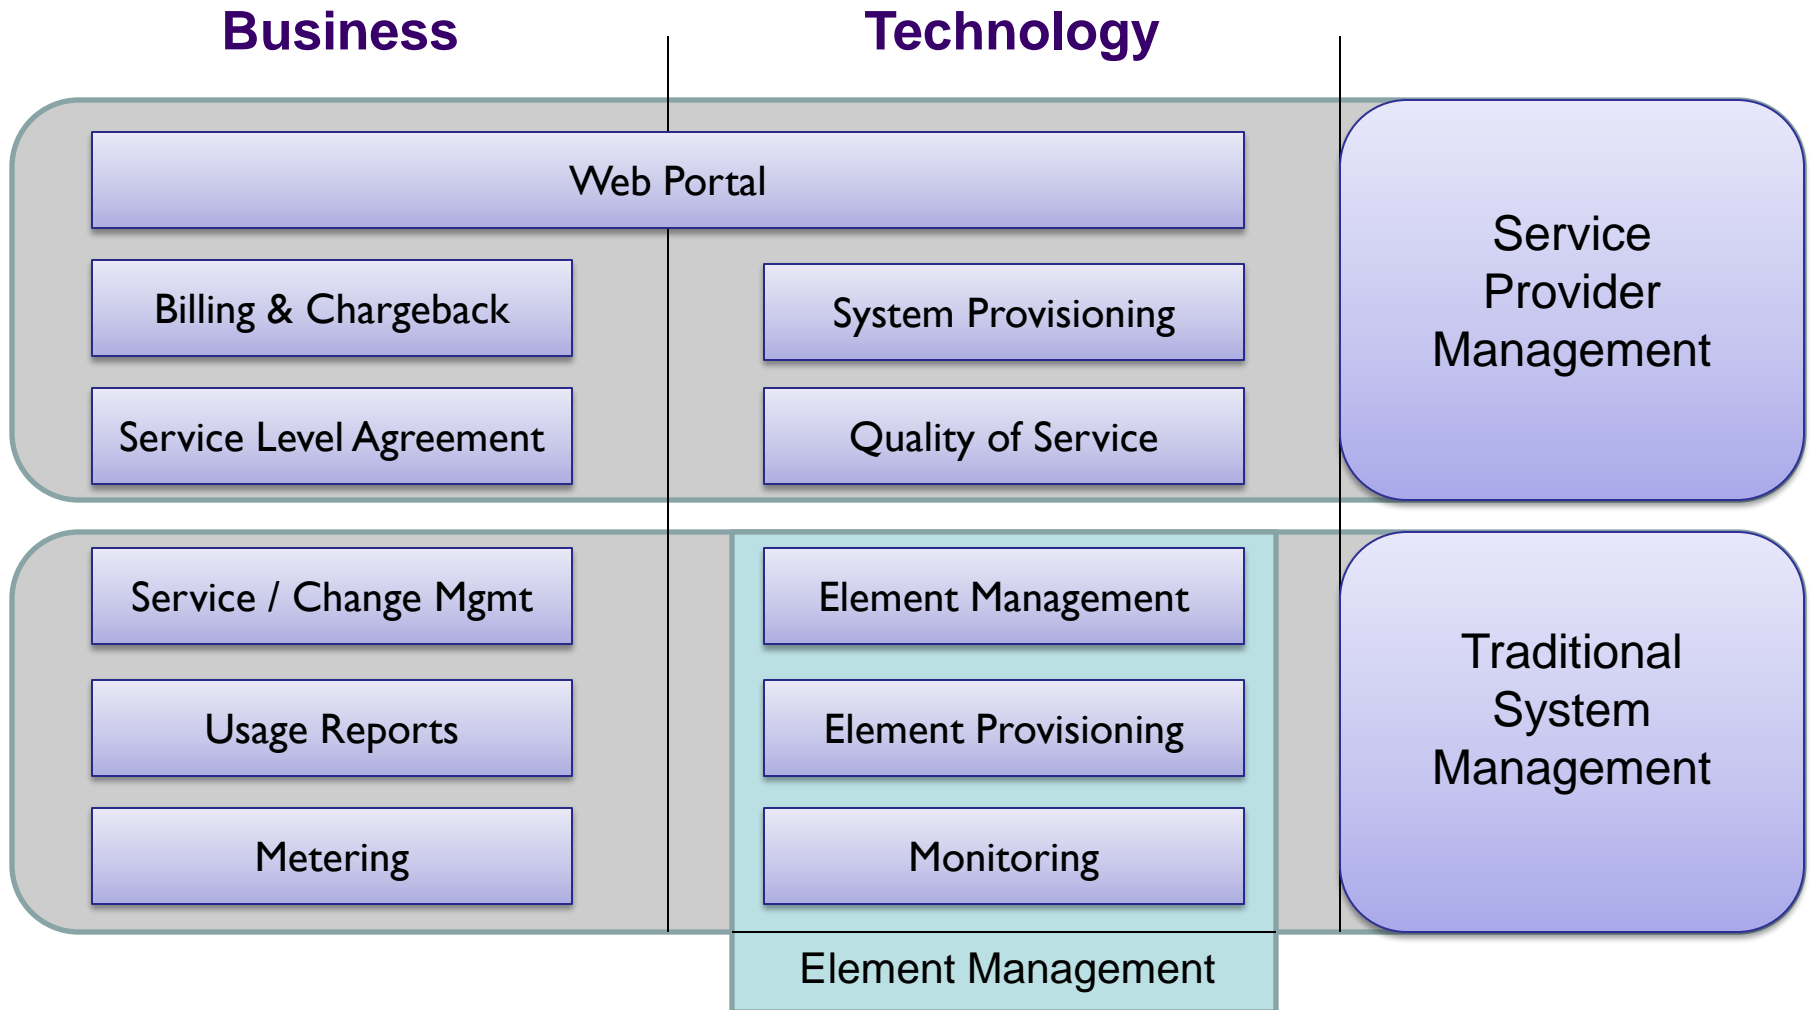 Business
Technology
Web Portal
Billing & Chargeback
System Provisioning
Service Level Agreement
Quality of Service
Service
Provider
Management
Service / Change Mgmt
Element Management
Usage Reports
Element Provisioning
Metering
Monitoring
Traditional
System
Management
Element Management